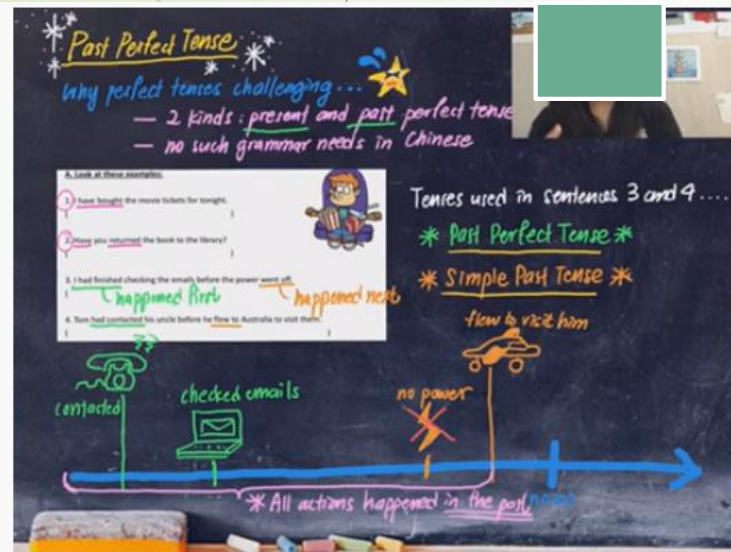 Past Perfect Tense
Why perfect tenses challenging...
— 2 kinds: present and past perfect tense
— no such grammar needs in Chinese
A. Look at these examples:
1. I have bought the movie tickets for tonight.
( )
2. Have you returned the book to the library?
( )
3. I had finished checking the emails before the power went off.
( )
happened first
happened next
4. Tom had contacted his uncle before he flew to Australia to visit them.
( )
Tenses used in sentences 3 and 4....
* Past Perfect Tense *
* Simple Past Tense *
flew to visit him
contacted
checked emails
no power
* All actions happened in the past
now